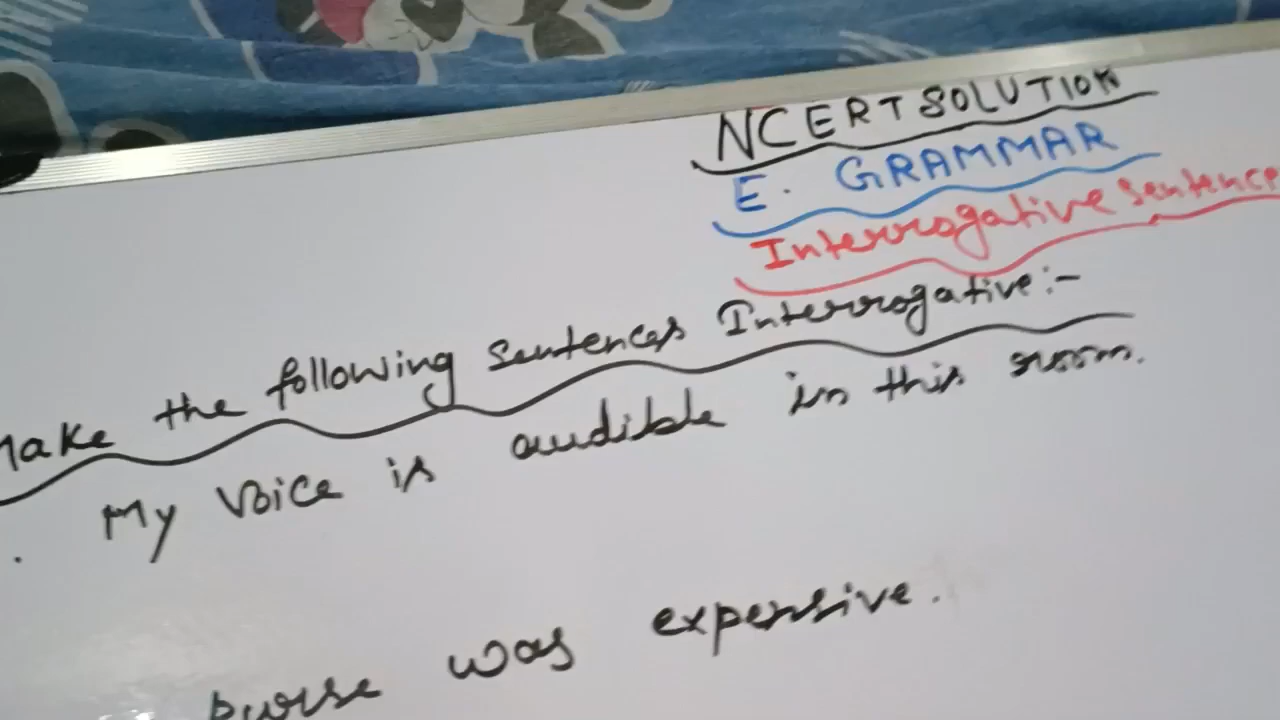 NCERT SOLUTION
E. GRAMMAR
Interrogative sentence
Make the following sentences Interrogative:-
. My voice is audible in this room.
purse was expensive.